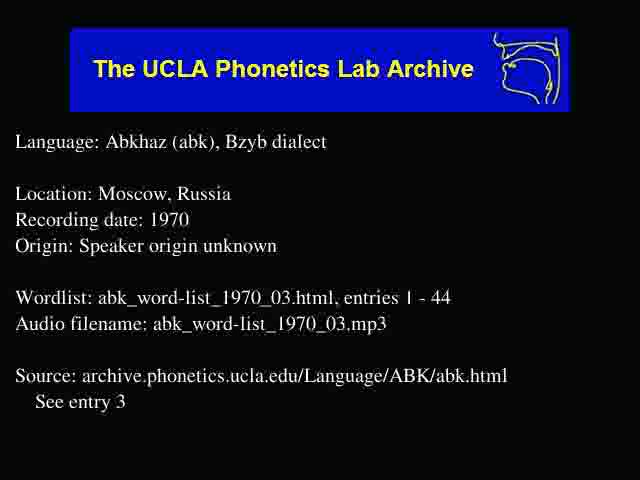 The UCLA Phonetics Lab Archive
Language: Abkhaz (abk), Bzyb dialect
Location: Moscow, Russia
Recording date: 1970
Origin: Speaker origin unknown
Wordlist: abk_word-list_1970_03.html, entries 1 - 44
Audio filename: abk_word-list_1970_03.mp3
Source: archive.phonetics.ucla.edu/Language/ABK/abk.html
See entry 3